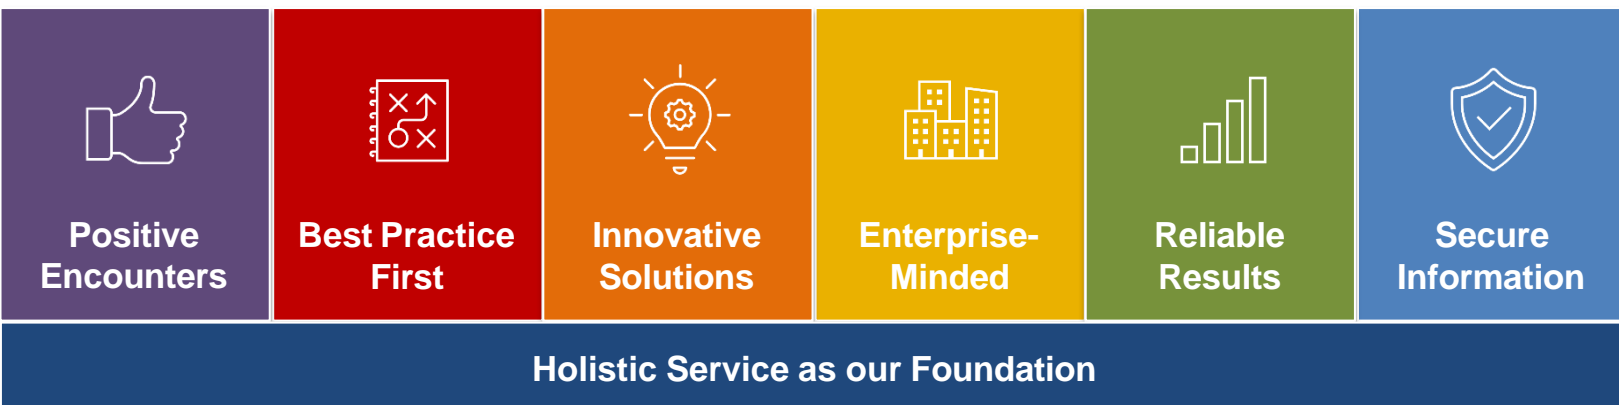 Positive
Encounters
Best Practice
First
Innovative
Solutions
Enterprise-
Minded
Reliable
Results
Secure
Information
Holistic Service as our Foundation